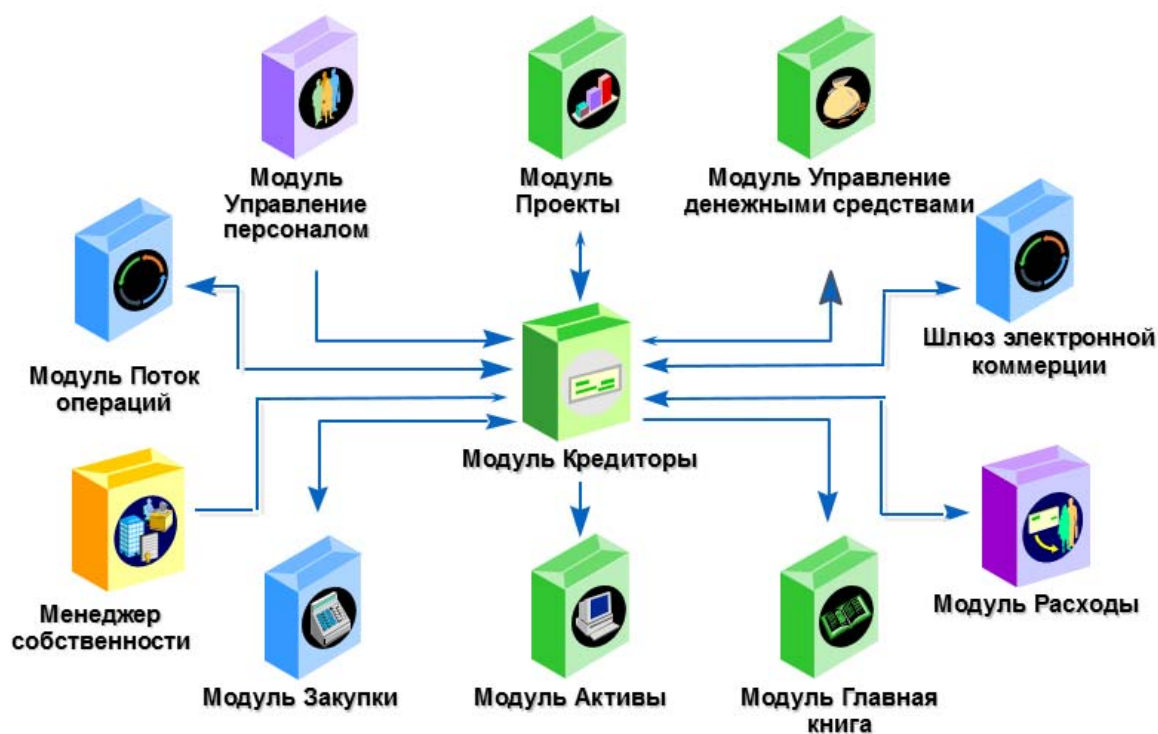 Модуль
Управление
персоналом
Модуль
Проекты
Модуль Управление
денежными средствами
Модуль Поток
операций
Шлюз электронной
коммерции
Модуль Кредиторы
Менеджер
собственности
Модуль Закупки
Модуль Активы
Модуль Главная
книга
Модуль Расходы